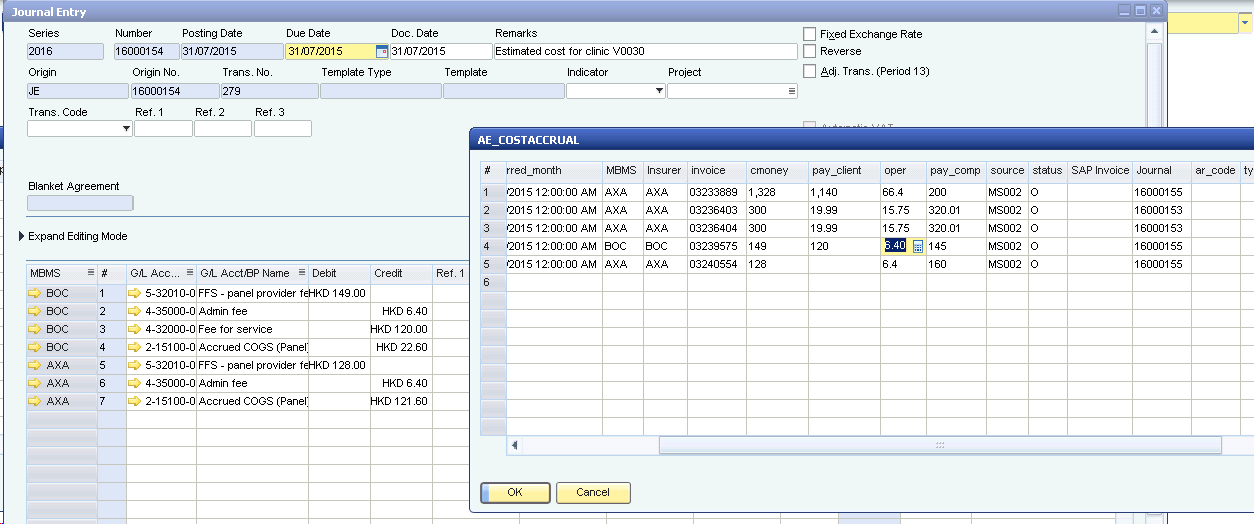 Journal Entry
Series Number Posting Date Due Date Doc. Date Remarks
2016 16000154 31/07/2015 31/07/2015 31/07/2015 Estimated cost for clinic V0030
Fixed Exchange Rate
Reverse
Adj. Trans. (Period 13)
Origin Origin No. Trans. No. Template Type Template Indicator Project
JE 16000154 279
Trans. Code Ref. 1 Ref. 2 Ref. 3
Blanket Agreement
Expand Editing Mode
MBMS # G/L Acc... G/L Acct/BP Name Debit Credit Ref. 1
BOC 1 5-32010-0 FFS - panel provider fe HKD 149.00
BOC 2 4-35000-0 Admin fee HKD 6.40
BOC 3 4-32000-0 Fee for service HKD 120.00
BOC 4 2-15100-0 Accrued COGS (Panel) HKD 22.60
AXA 5 5-32010-0 FFS - panel provider fe HKD 128.00
AXA 6 4-35000-0 Admin fee HKD 6.40
AXA 7 2-15100-0 Accrued COGS (Panel) HKD 121.60
AE_COSTACCRUAL
# rred_month MBMS Insurer invoice cmoney pay_client oper pay_comp source status SAP Invoice Journal ar_code ty
1 /2015 12:00:00 AM AXA AXA 03233889 1,328 1,140 66.4 200 MS002 O 16000155
2 /2015 12:00:00 AM AXA AXA 03236403 300 19.99 15.75 320.01 MS002 O 16000153
3 /2015 12:00:00 AM AXA AXA 03236404 300 19.99 15.75 320.01 MS002 O 16000153
4 /2015 12:00:00 AM BOC BOC 03239575 149 120 6.40 145 MS002 O 16000155
5 /2015 12:00:00 AM AXA AXA 03240554 128 6.4 160 MS002 O 16000155
6
OK Cancel